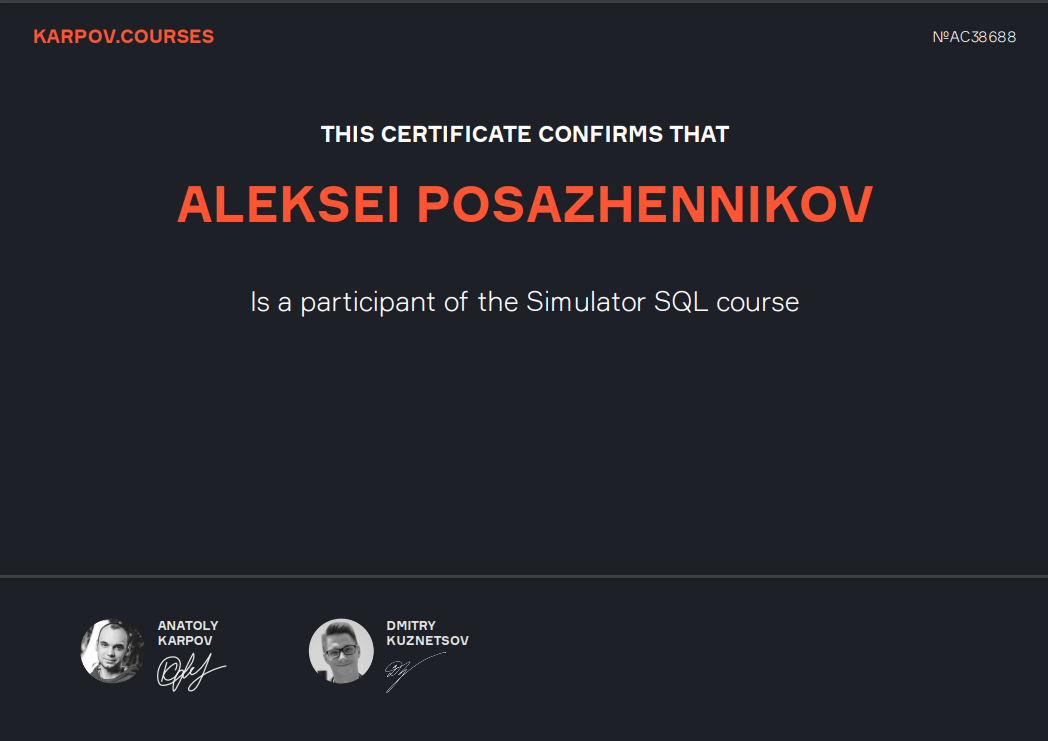 KARPOV.COURSES
№AC38688
THIS CERTIFICATE CONFIRMS THAT
ALEKSEI POSAZHENNIKOV
Is a participant of the Simulator SQL course
ANATOLY
KARPOV
DMITRY
KUZNETSOV